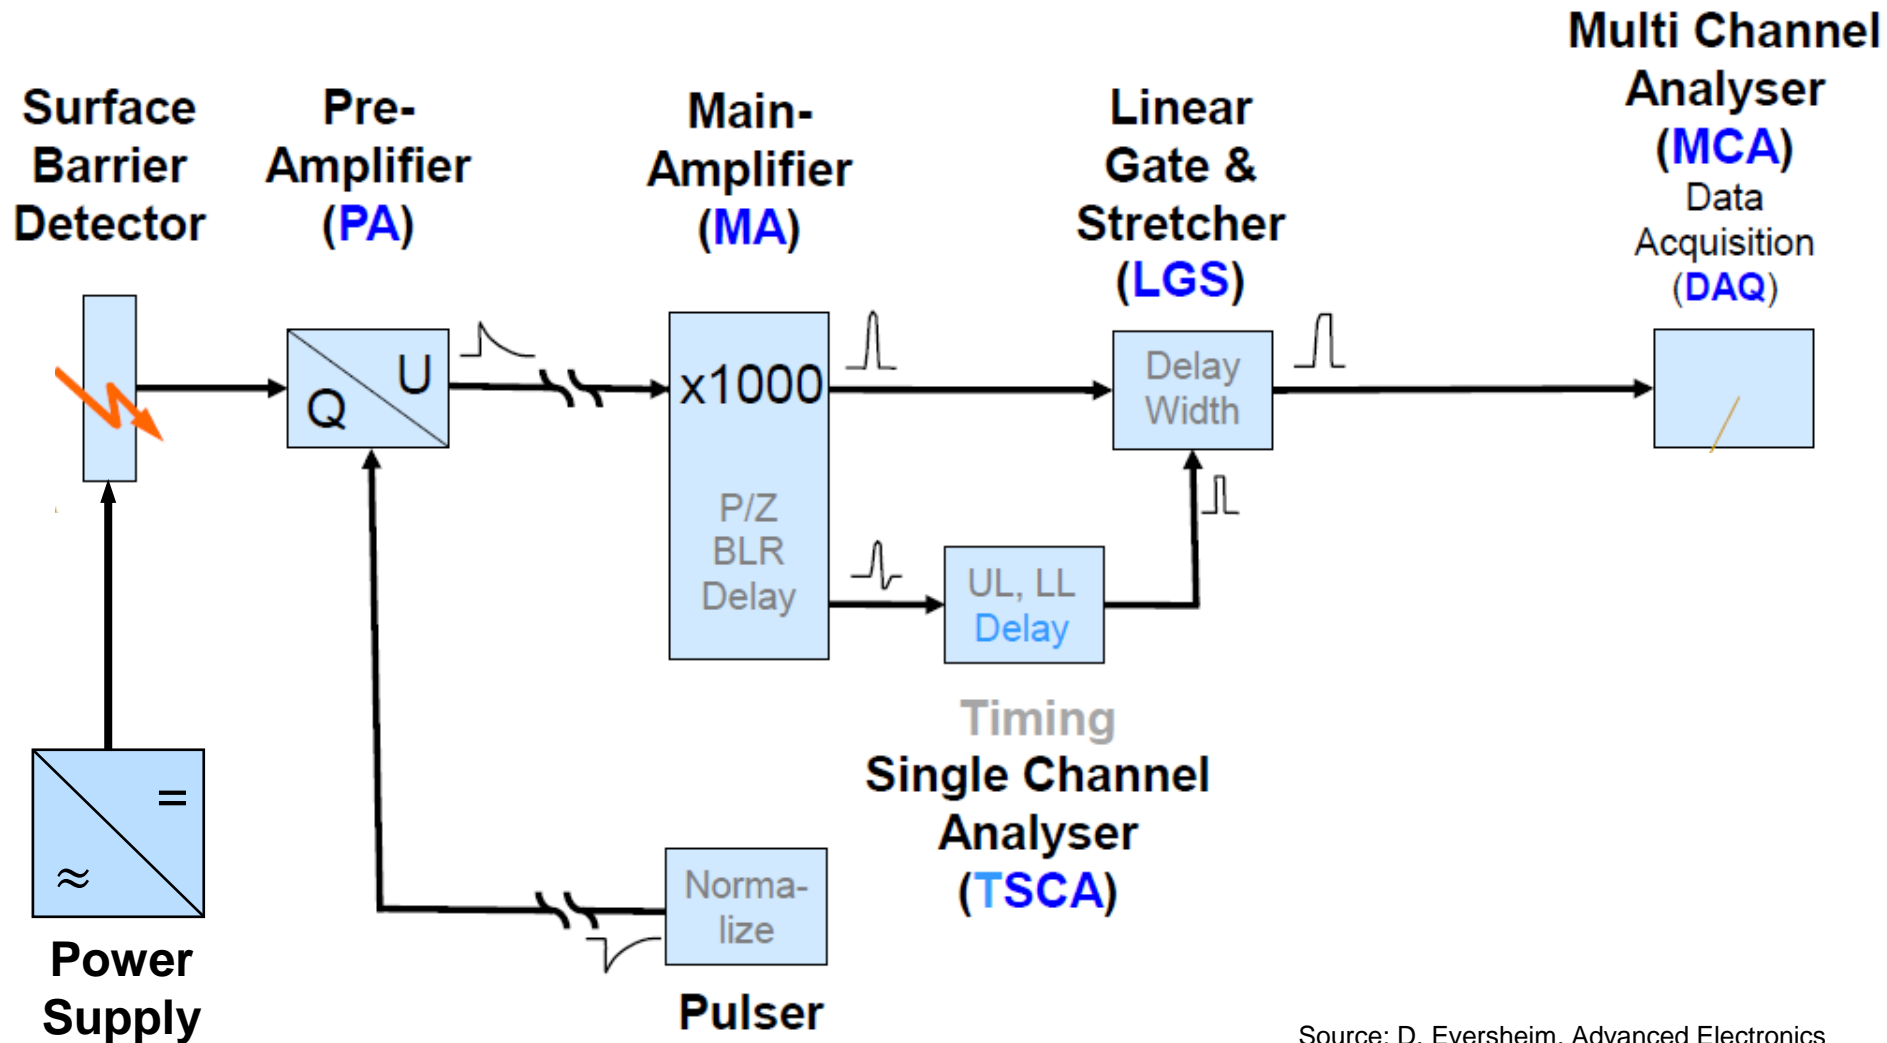 Surface
Barrier
Detector
Pre-
Amplifier
(PA)
Main-
Amplifier
(MA)
Linear
Gate &
Stretcher
(LGS)
Multi Channel
Analyser
(MCA)
Data
Acquisition
(DAQ)
Q
U
x1000
P/Z
BLR
Delay
Delay
Width
UL, LL
Delay
Timing
Single Channel
Analyser
(TSCA)
=
≈
Power
Supply
Norma-
lize
Pulser
Source: D. Eversheim, Advanced Electronics